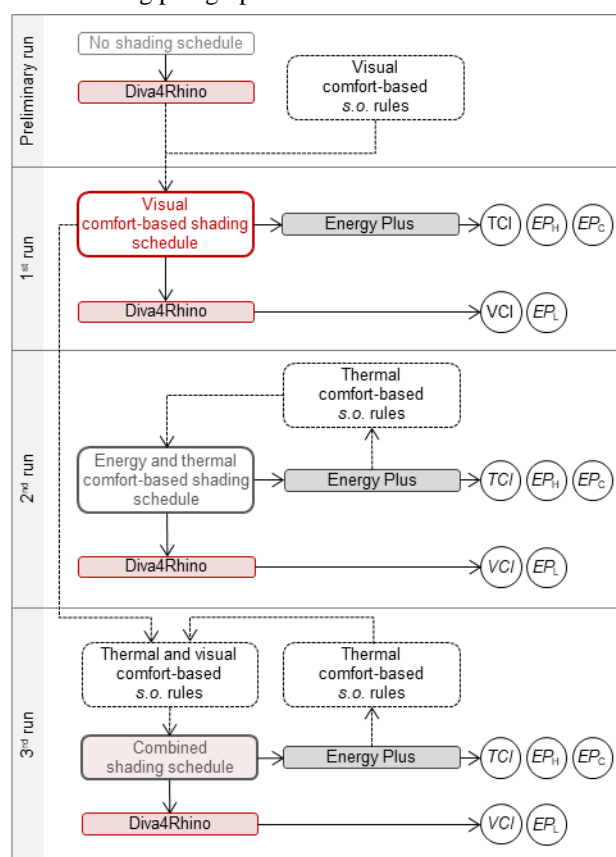 Preliminary run
No shading schedule
Diva4Rhino
Visual
comfort-based
s.o. rules
1st run
Visual
comfort-based shading
schedule
Energy Plus
TCI
EPH
EPC
Diva4Rhino
VCI
EPL
2nd run
Thermal
comfort-based
s.o. rules
Energy and thermal
comfort-based shading
schedule
Energy Plus
TCI
EPH
EPC
Diva4Rhino
VCI
EPL
3rd run
Thermal and visual
comfort-based
s.o. rules
Thermal
comfort-based
s.o. rules
Combined
shading schedule
Energy Plus
TCI
EPH
EPC
Diva4Rhino
VCI
EPL